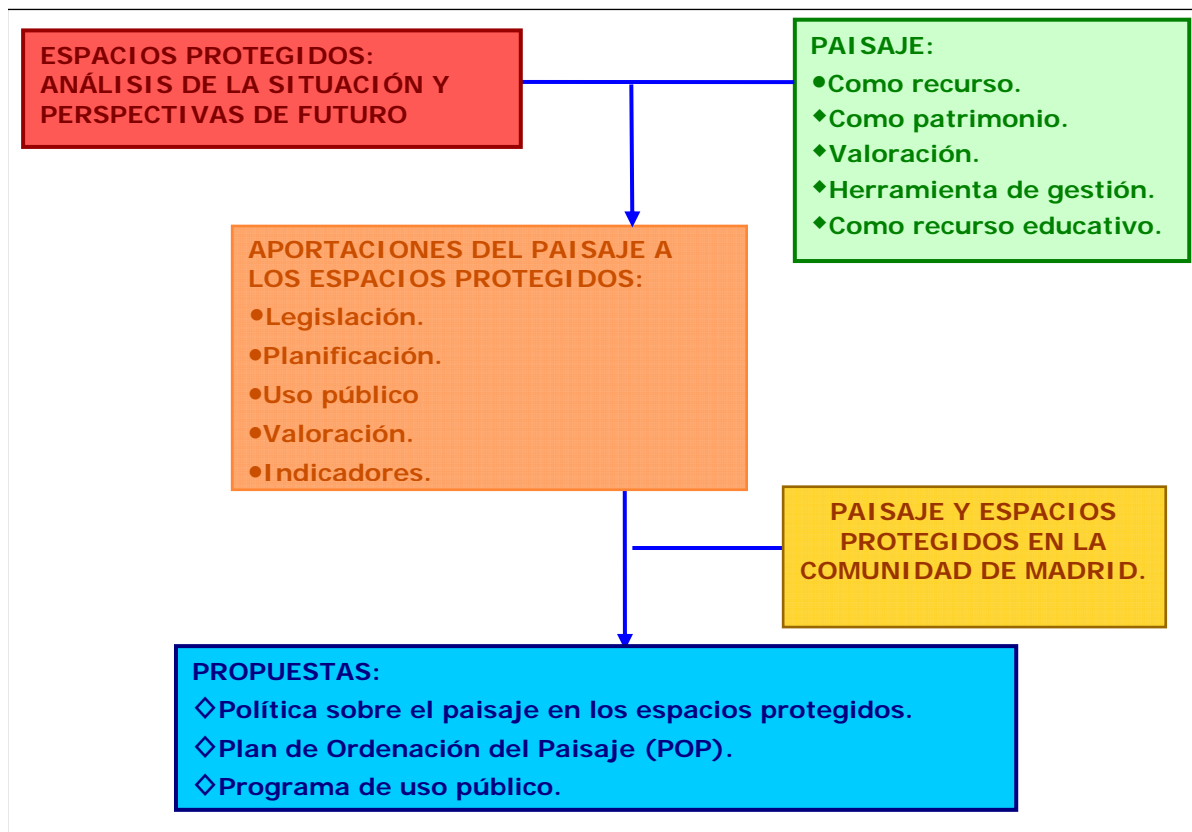 ESPACIOS PROTEGIDOS:
ANÁLISIS DE LA SITUACIÓN Y
PERSPECTIVAS DE FUTURO
PAISAJE:
●Como recurso.
◆Como patrimonio.
◆Valoración.
◆Herramienta de gestión.
◆Como recurso educativo.
APORTACIONES DEL PAISAJE A
LOS ESPACIOS PROTEGIDOS:
●Legislación.
●Planificación.
●Uso público
●Valoración.
●Indicadores.
PAISAJE Y ESPACIOS
PROTEGIDOS EN LA
COMUNIDAD DE MADRID.
PROPUESTAS:
◇Política sobre el paisaje en los espacios protegidos.
◇Plan de Ordenación del Paisaje (POP).
◇Programa de uso público.